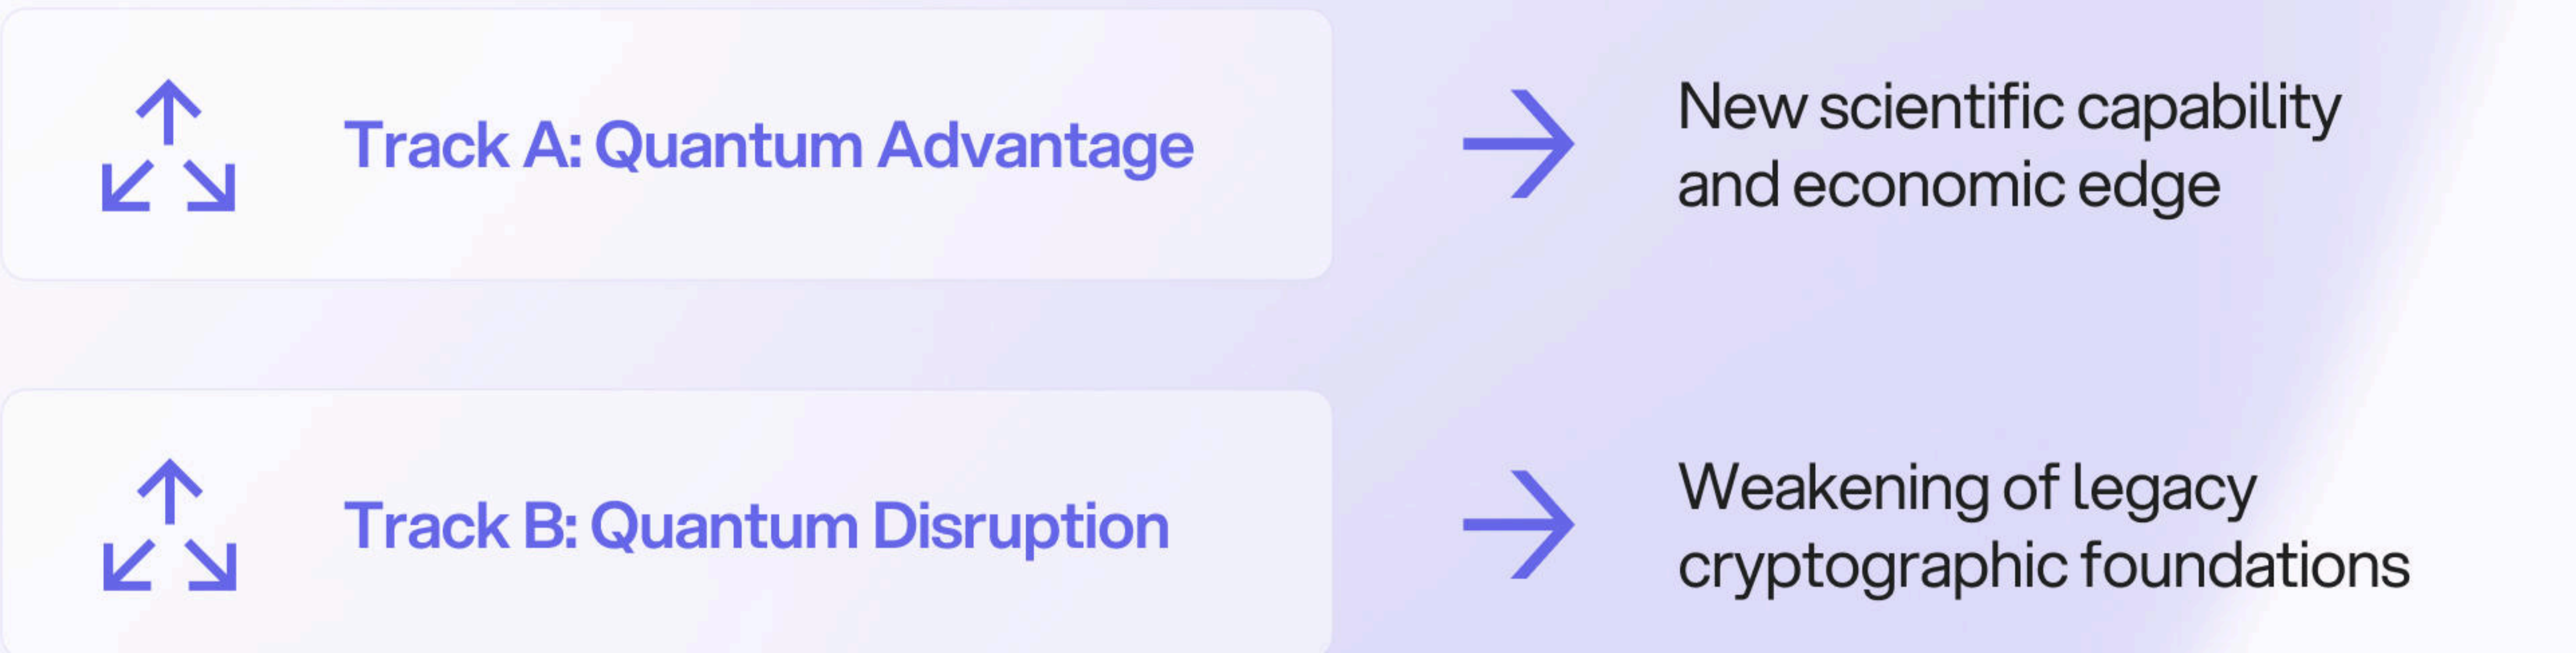 Track A: Quantum Advantage
New scientific capability
and economic edge
Track B: Quantum Disruption
Weakening of legacy
cryptographic foundations